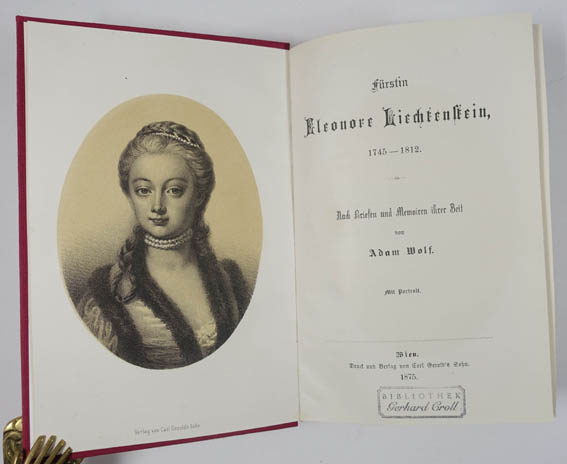 Verlag von Carl Gerolds Sohn
Fürstin
Eleonore Liechtenstein,
1745—1812.
Nach Briefen und Memoiren ihrer Zeit
von
Adam Wolf.
Mit Portrait.
Wien.
Druck und Verlag von Carl Gerold's Sohn.
1875.
BIBLIOTHEK
Gerhard Croll